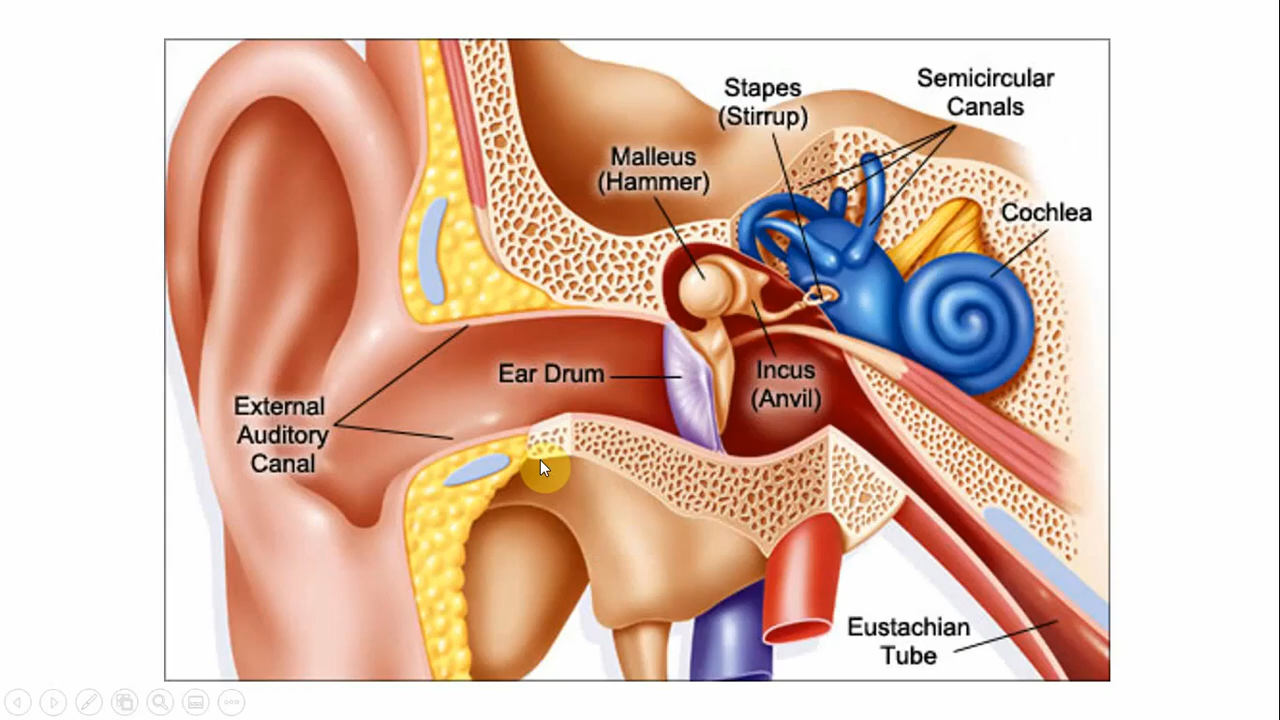 Semicircular
Canals
Stapes
(Stirrup)
Malleus
(Hammer)
Cochlea
Ear Drum
Incus
(Anvil)
External
Auditory
Canal
Eustachian
Tube